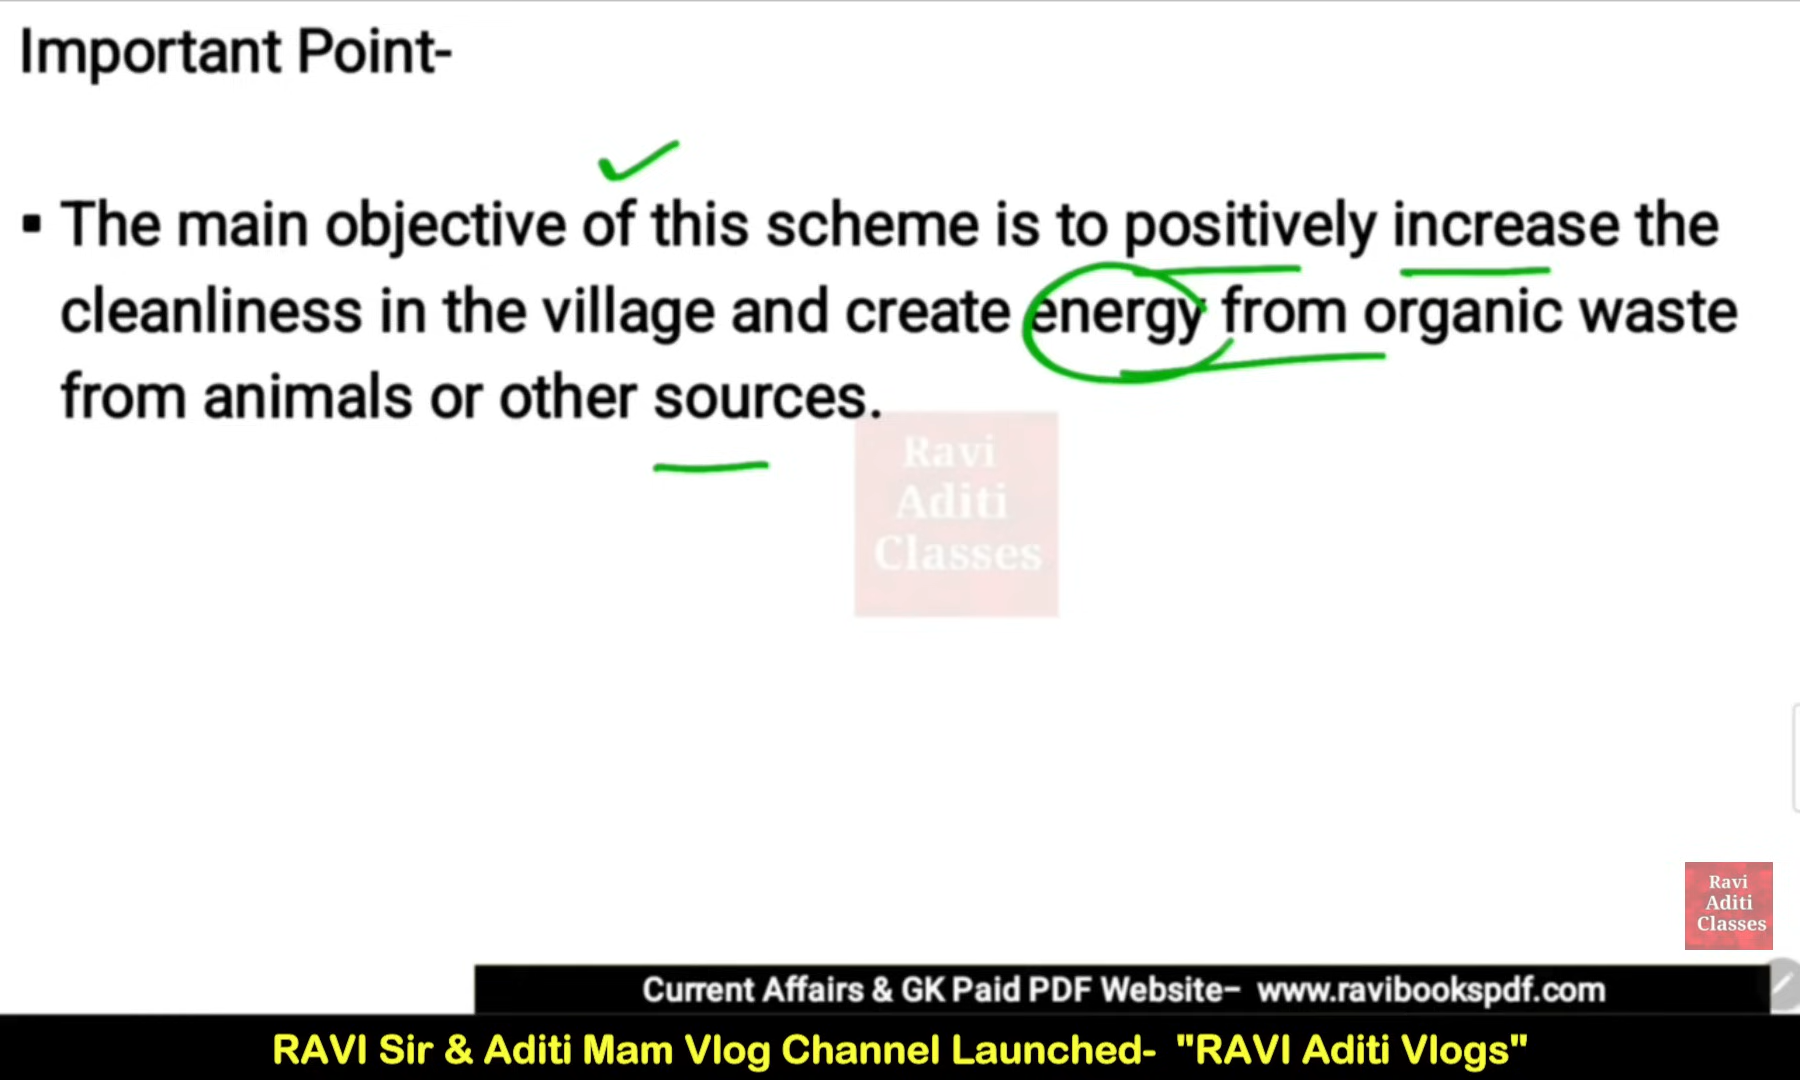 Important Point-
▪ The main objective of this scheme is to positively increase the
cleanliness in the village and create energy from organic waste
from animals or other sources.
Ravi
Aditi
Classes
Ravi
Aditi
Classes
Current Affairs & GK Paid PDF Website– www.ravibookspdf.com
RAVI Sir & Aditi Mam Vlog Channel Launched- "RAVI Aditi Vlogs"